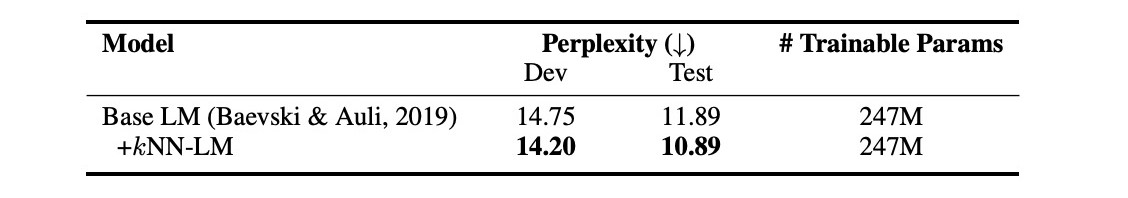 Model Perplexity (↓) # Trainable Params
Dev Test
Base LM (Baevski & Auli, 2019) 14.75 11.89 247M
+kNN-LM 14.20 10.89 247M